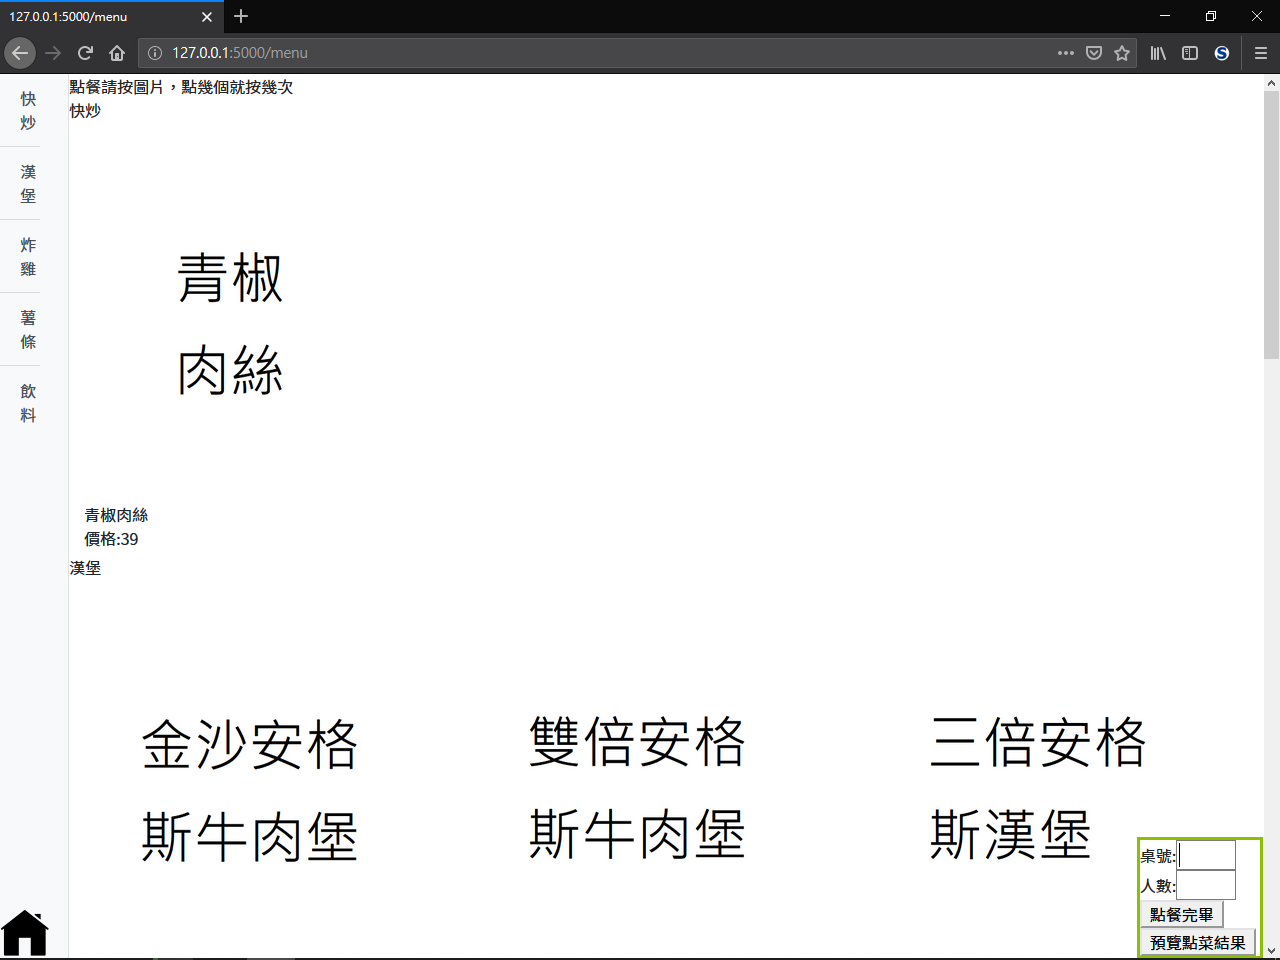 127.0.0.1:5000/menu
127.0.0.1:5000/menu
快
炒
漢
堡
炸
雞
薯
條
飲
料
點餐請按圖片，點幾個就按幾次
快炒
青椒
肉絲
青椒肉絲
價格:39
漢堡
金沙安格
斯牛肉堡
雙倍安格
斯牛肉堡
三倍安格
斯漢堡
桌號:
人數:
點餐完畢
預覽點菜結果